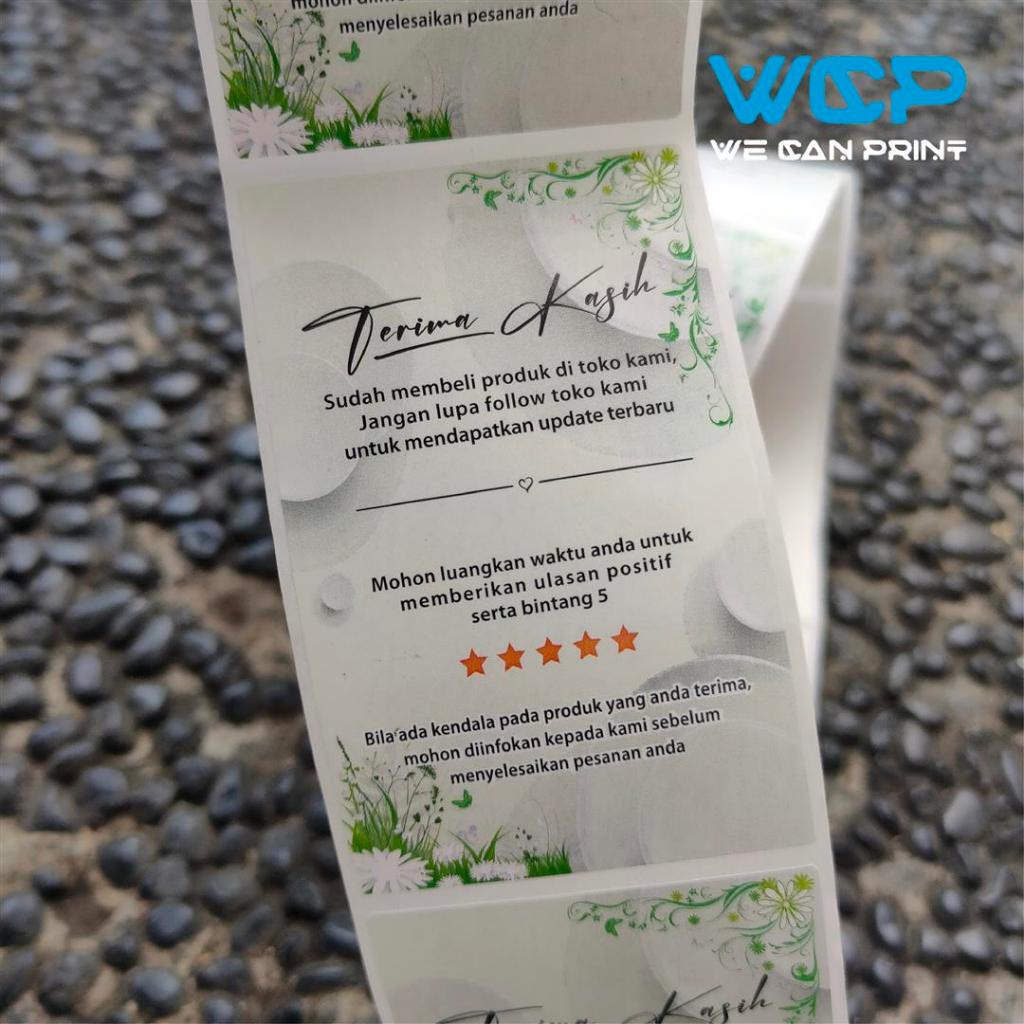 menyelesaikan pesanan anda
WCP
WE CAN PRINT
Terima Kasih
Sudah membeli produk di toko kami,
Jangan lupa follow toko kami
untuk mendapatkan update terbaru
Mohon luangkan waktu anda untuk
memberikan ulasan positif
serta bintang 5
Bila ada kendala pada produk yang anda terima,
mohon diinfokan kepada kami sebelum
menyelesaikan pesanan anda
Terima Kasih